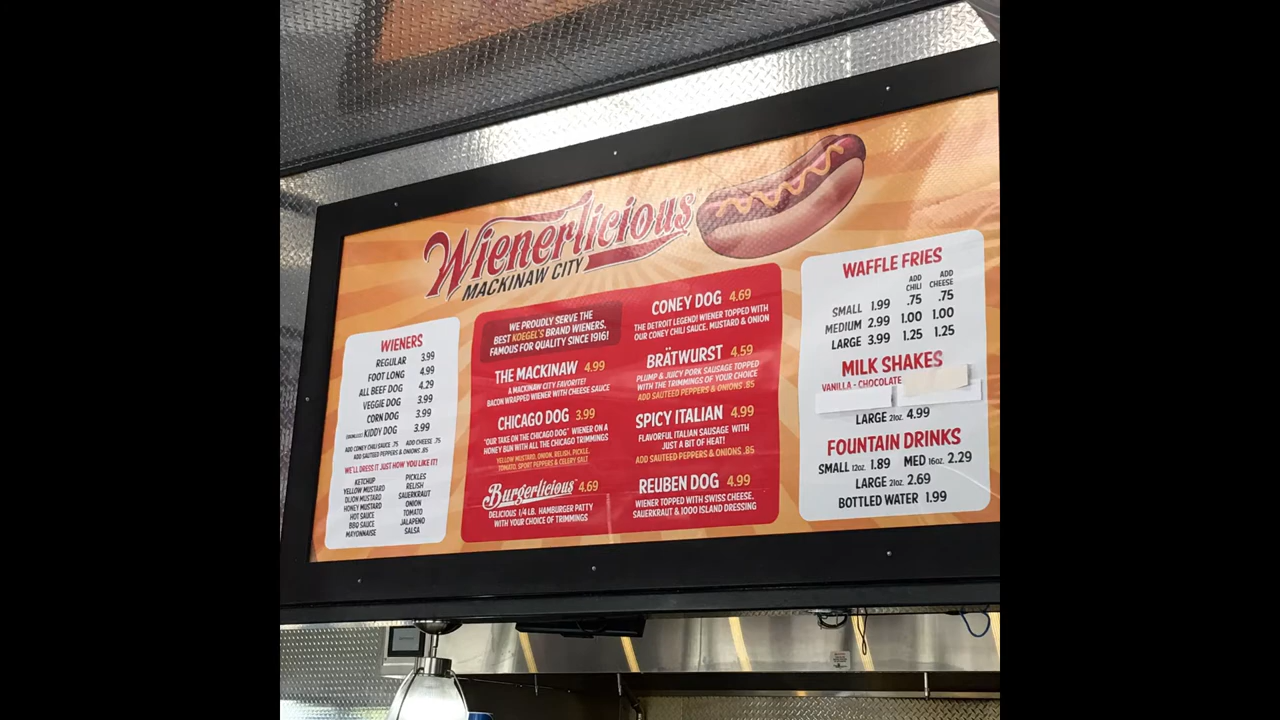 Wienerlicious
MACKINAW CITY
WIENERS
REGULAR 3.99
FOOT LONG 4.99
ALL BEEF DOG 4.29
VEGGIE DOG 3.99
CORN DOG 3.99
KIDDY DOG 3.99
ADD CONEY CHILI SAUCE .75 ADD CHEESE .75
ADD SAUTEED PEPPERS & ONIONS .85
WE'LL DRESS IT JUST HOW YOU LIKE IT!
KETCHUP
YELLOW MUSTARD
DIJON MUSTARD
HONEY MUSTARD
HOT SAUCE
BBQ SAUCE
MAYONNAISE
PICKLES
RELISH
SAUERKRAUT
ONION
TOMATO
JALAPENO
SALSA
WE PROUDLY SERVE THE
BEST KOEGEL'S BRAND WIENERS.
FAMOUS FOR QUALITY SINCE 1916!
THE MACKINAW 4.99
A MACKINAW CITY FAVORITE!
BACON WRAPPED WIENER WITH CHEESE SAUCE
CHICAGO DOG 3.99
"OUR TAKE ON THE CHICAGO DOG" WIENER ON A
HONEY BUN WITH ALL THE CHICAGO TRIMMINGS
YELLOW MUSTARD, ONION, RELISH, PICKLE,
TOMATO, SPORT PEPPERS & CELERY SALT
Burgerlicious 4.69
DELICIOUS 1/4 LB. HAMBURGER PATTY
WITH YOUR CHOICE OF TRIMMINGS
CONEY DOG 4.69
THE DETROIT LEGEND! WIENER TOPPED WITH
OUR CONEY CHILI SAUCE, MUSTARD & ONION
BRÄTWURST 4.59
PLUMP & JUICY PORK SAUSAGE TOPPED
WITH THE TRIMMINGS OF YOUR CHOICE
ADD SAUTEED PEPPERS & ONIONS .85
SPICY ITALIAN 4.99
FLAVORFUL ITALIAN SAUSAGE WITH
JUST A BIT OF HEAT!
ADD SAUTEED PEPPERS & ONIONS .85
REUBEN DOG 4.99
WIENER TOPPED WITH SWISS CHEESE,
SAUERKRAUT & 1000 ISLAND DRESSING
WAFFLE FRIES
ADD CHILI ADD CHEESE
SMALL 1.99 .75 .75
MEDIUM 2.99 1.00 1.00
LARGE 3.99 1.25 1.25
MILK SHAKES
VANILLA - CHOCOLATE
LARGE 21oz. 4.99
FOUNTAIN DRINKS
SMALL 12oz. 1.89 MED 16oz. 2.29
LARGE 21oz. 2.69
BOTTLED WATER 1.99